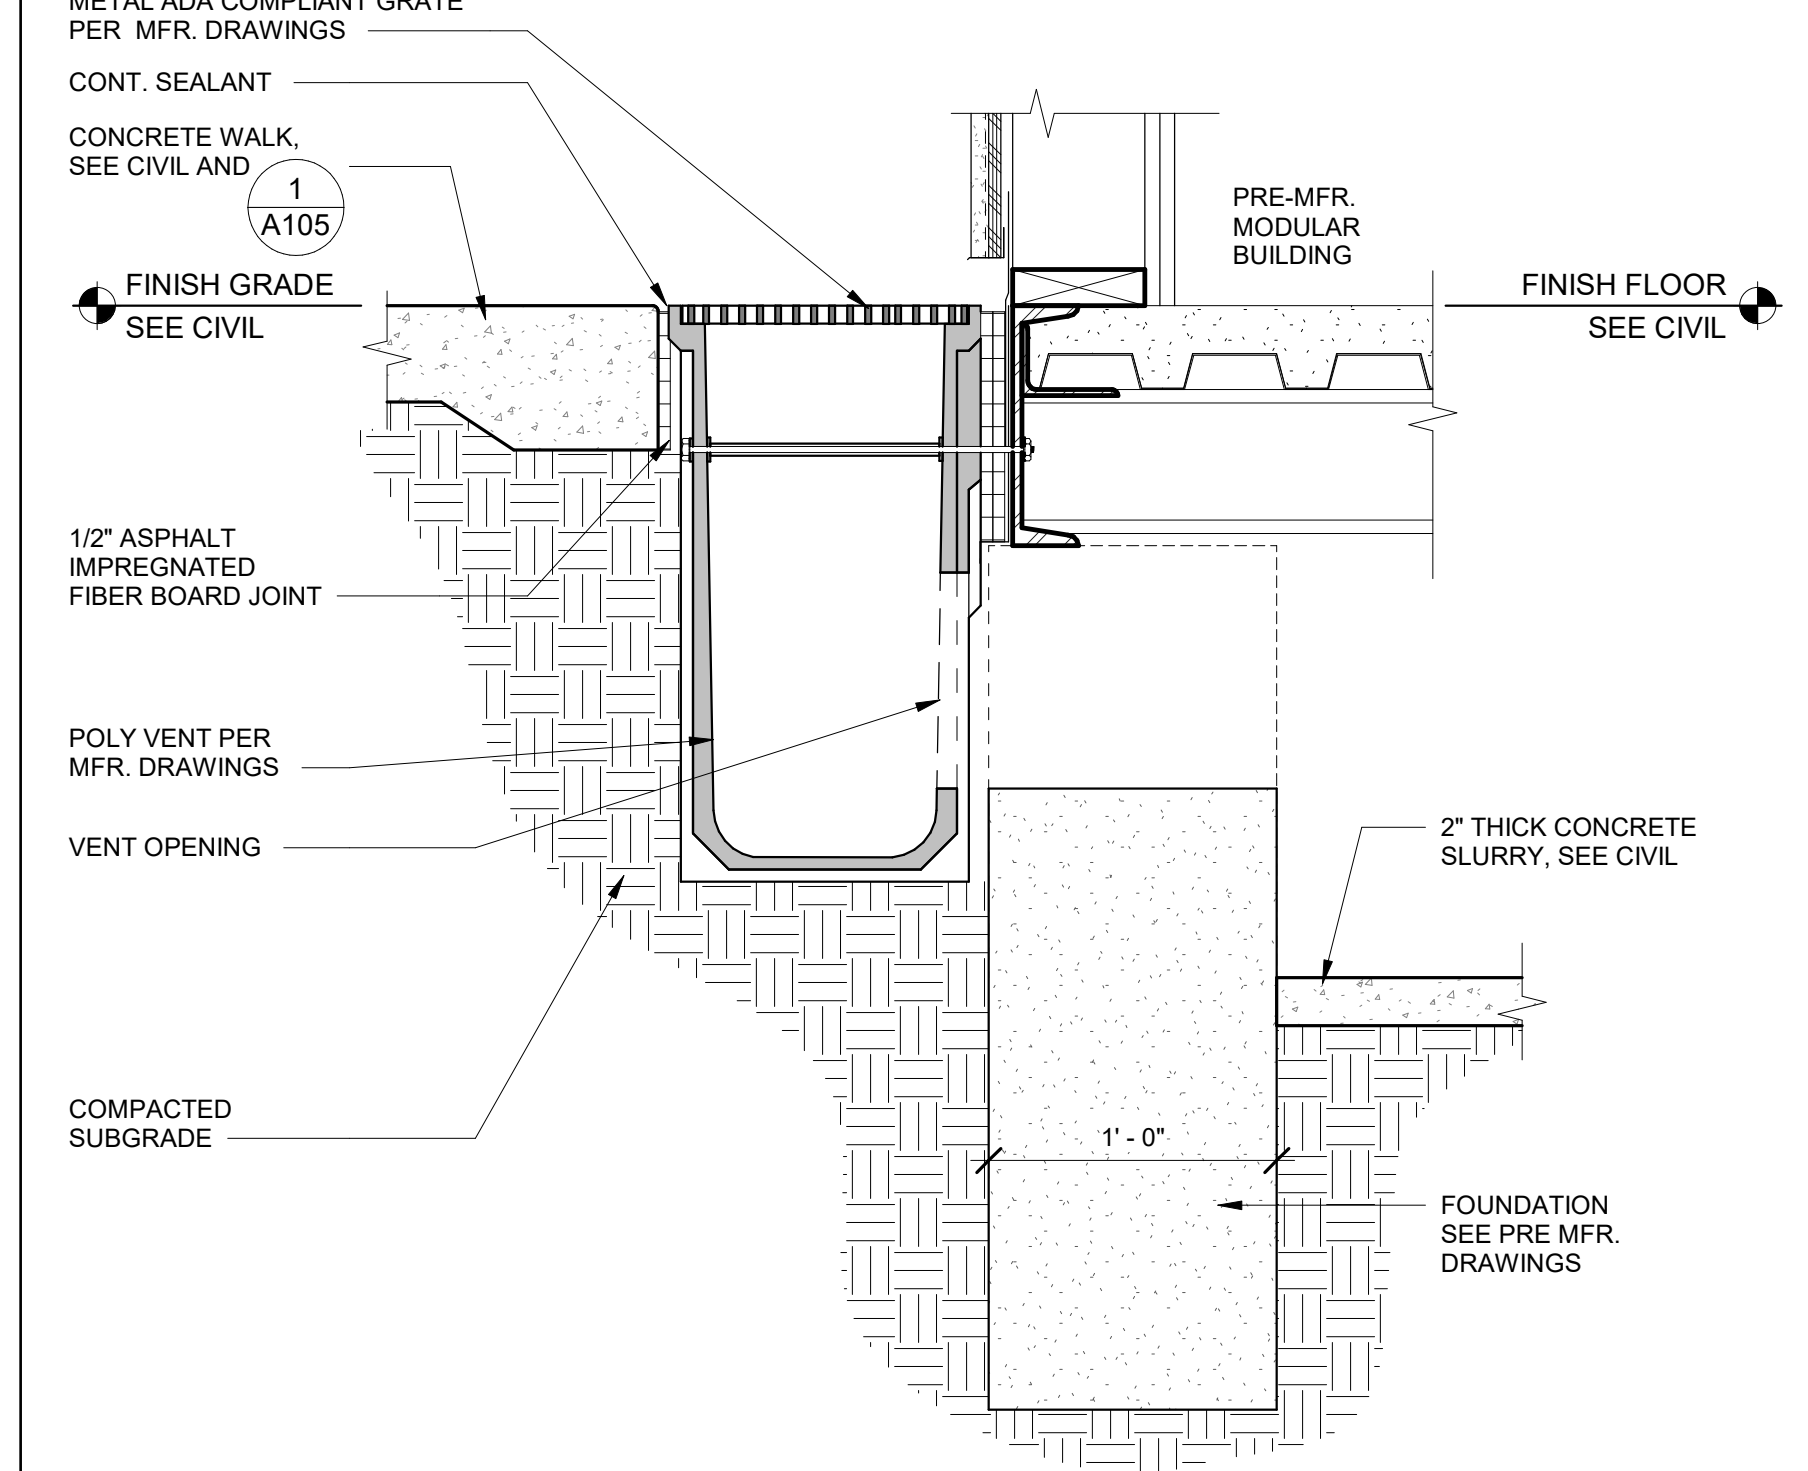 METAL ADA COMPLIANT GRATE
PER MFR. DRAWINGS
CONT. SEALANT
CONCRETE WALK,
SEE CIVIL AND
1
A105
FINISH GRADE
SEE CIVIL
PRE-MFR.
MODULAR
BUILDING
FINISH FLOOR
SEE CIVIL
1/2" ASPHALT
IMPREGNATED
FIBER BOARD JOINT
POLY VENT PER
MFR. DRAWINGS
VENT OPENING
2" THICK CONCRETE
SLURRY, SEE CIVIL
COMPACTED
SUBGRADE
1' - 0"
FOUNDATION
SEE PRE MFR.
DRAWINGS